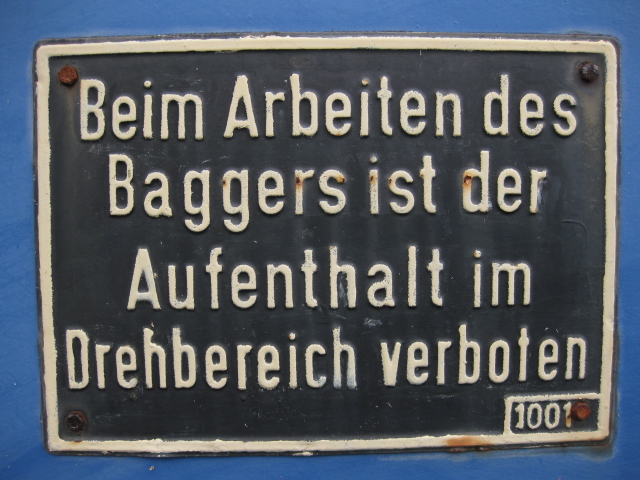 Beim Arbeiten des
Baggers ist der
Aufenthalt im
Drehbereich verboten
1001